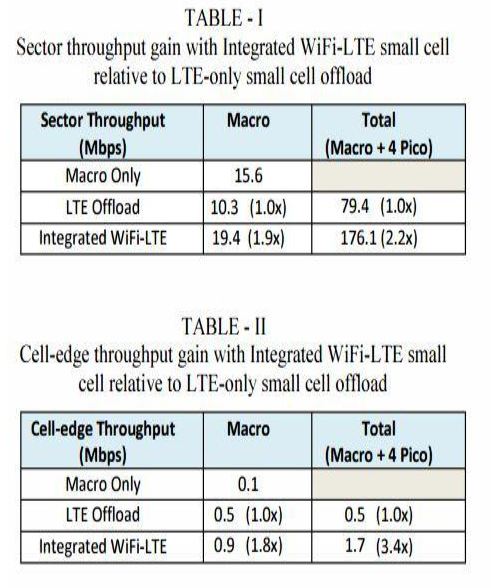 TABLE - I
Sector throughput gain with Integrated WiFi-LTE small cell
relative to LTE-only small cell offload
Sector Throughput (Mbps) Macro Total (Macro + 4 Pico)
Macro Only 15.6
LTE Offload 10.3 (1.0x) 79.4 (1.0x)
Integrated WiFi-LTE 19.4 (1.9x) 176.1 (2.2x)
TABLE - II
Cell-edge throughput gain with Integrated WiFi-LTE small
cell relative to LTE-only small cell offload
Cell-edge Throughput (Mbps) Macro Total (Macro + 4 Pico)
Macro Only 0.1
LTE Offload 0.5 (1.0x) 0.5 (1.0x)
Integrated WiFi-LTE 0.9 (1.8x) 1.7 (3.4x)